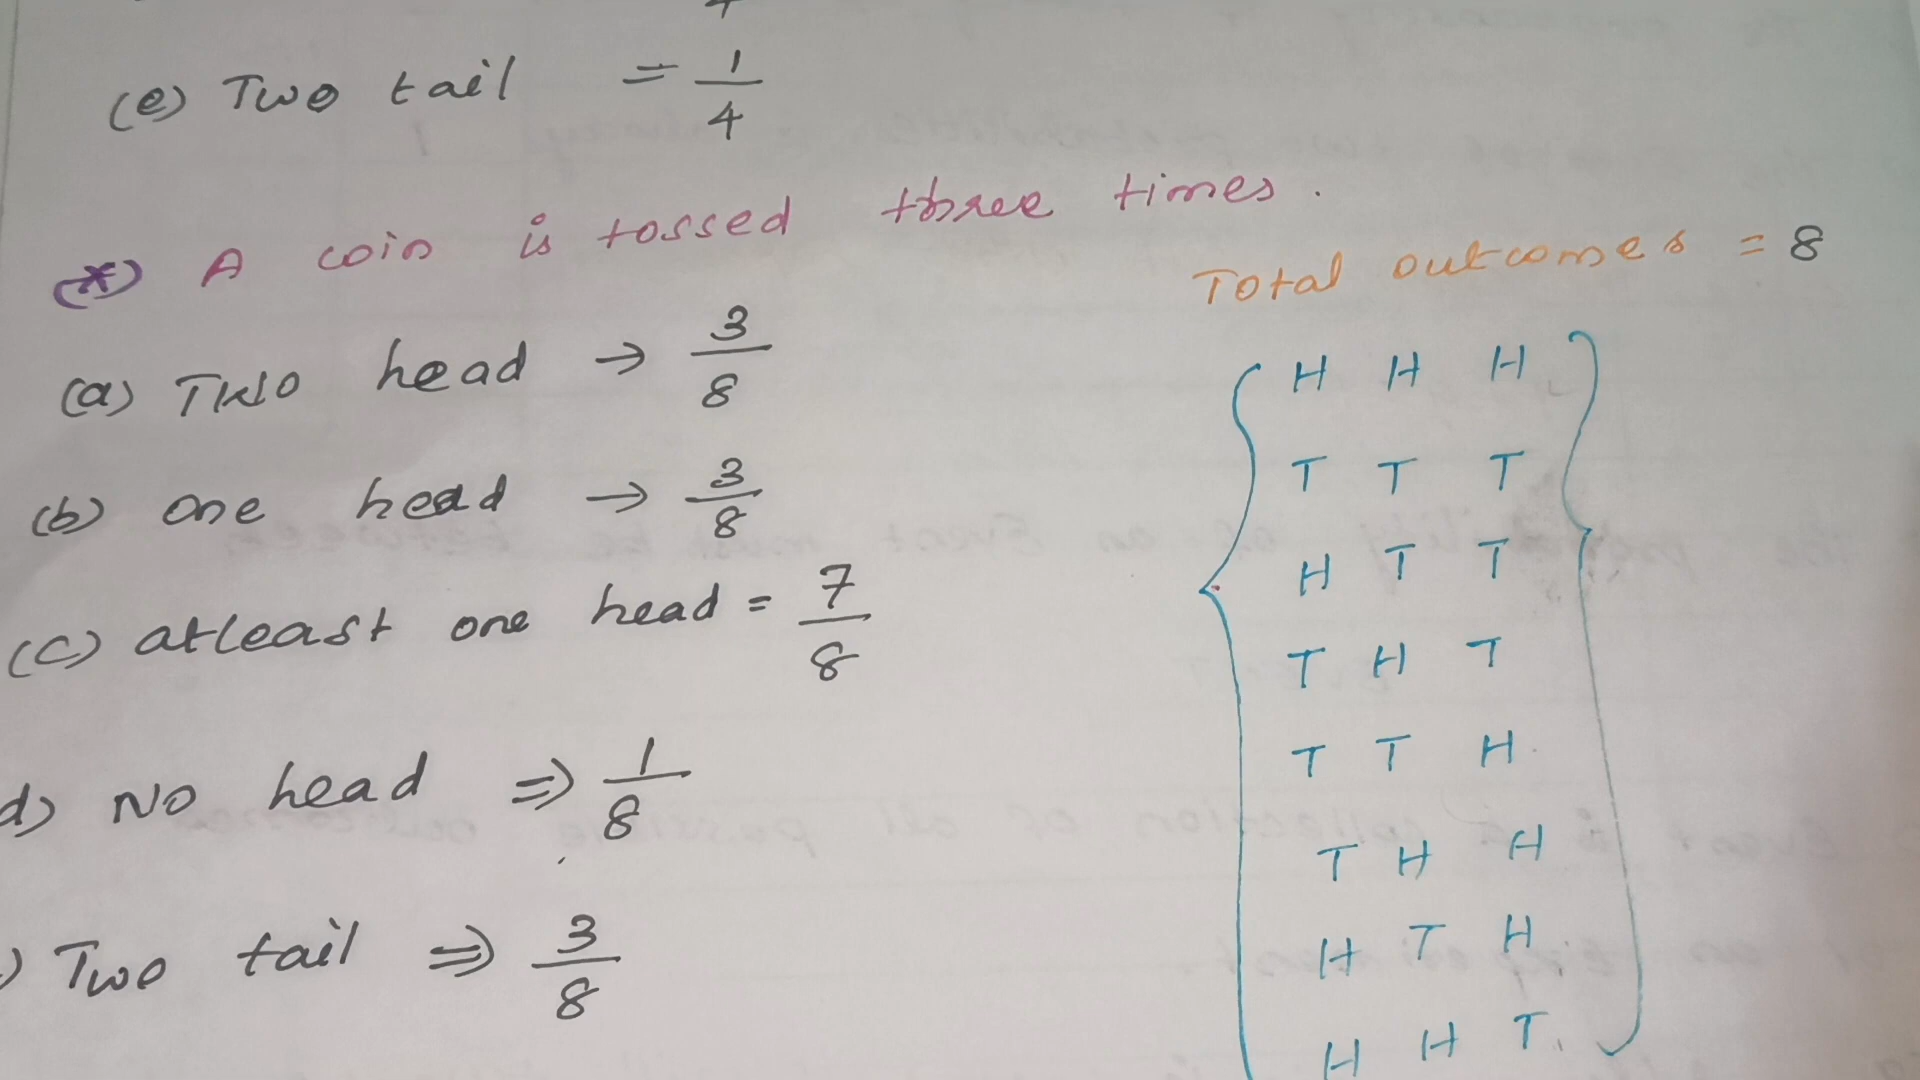 (e) Two tail = 1/4
(*) A coin is tossed three times.
Total outcomes = 8
(a) Two head → 3/8
(b) one head → 3/8
(c) atleast one head = 7/8
d) No head ⇒ 1/8
) Two tail ⇒ 3/8
{ H H H }
T T T
H T T
T H T
T T H
T H H
H T H
H H T